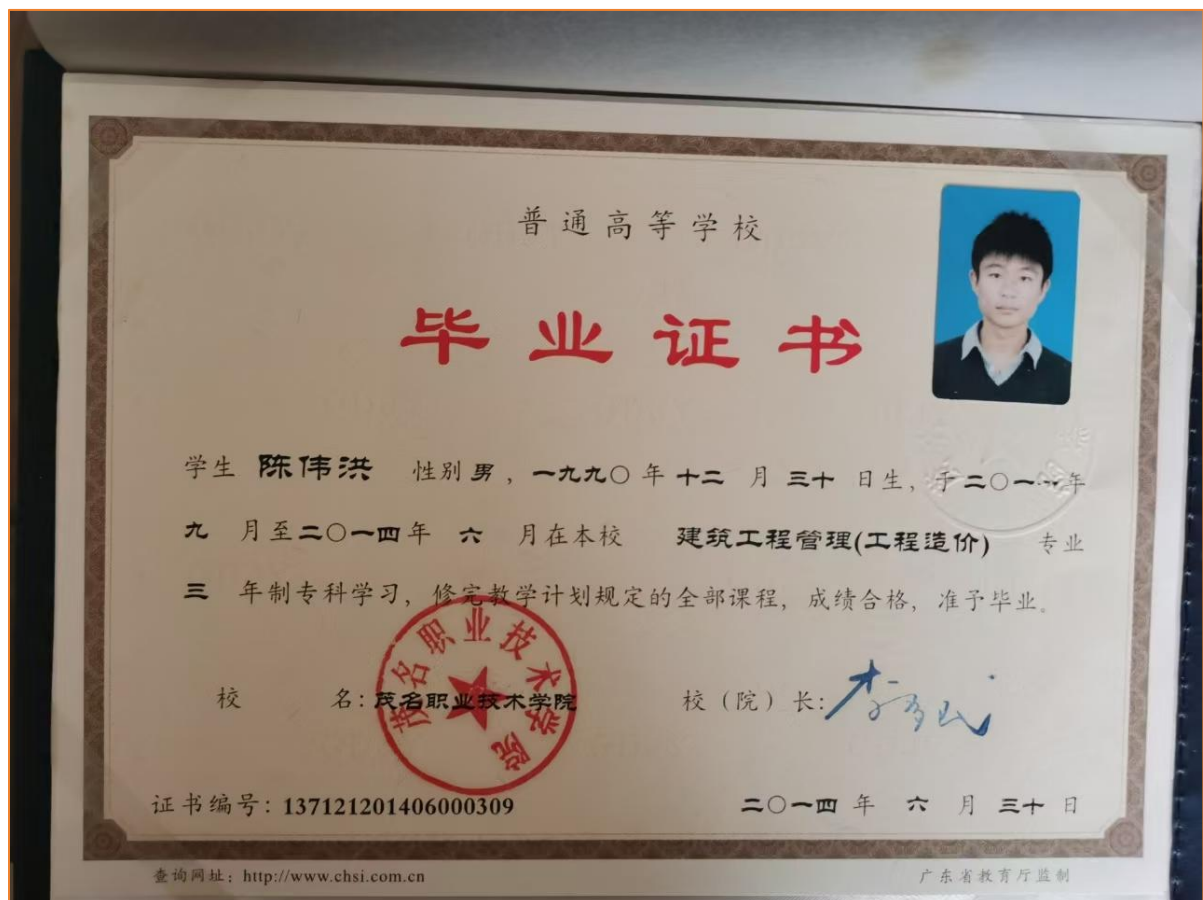 普通高等学校
毕业证书
学生 陈伟洪 性别 男，一九九〇年 十二 月 三十 日生，于二〇一一年
九 月至二〇一四年 六 月在本校 建筑工程管理(工程造价) 专业
三 年制专科学习，修完教学计划规定的全部课程，成绩合格，准予毕业。
校 名：茂名职业技术学院 校（院）长：
茂名职业技术学院
证书编号：137121201406000309 二〇一四 年 六 月 三十 日
查询网址：http://www.chsi.com.cn 广东省教育厅监制